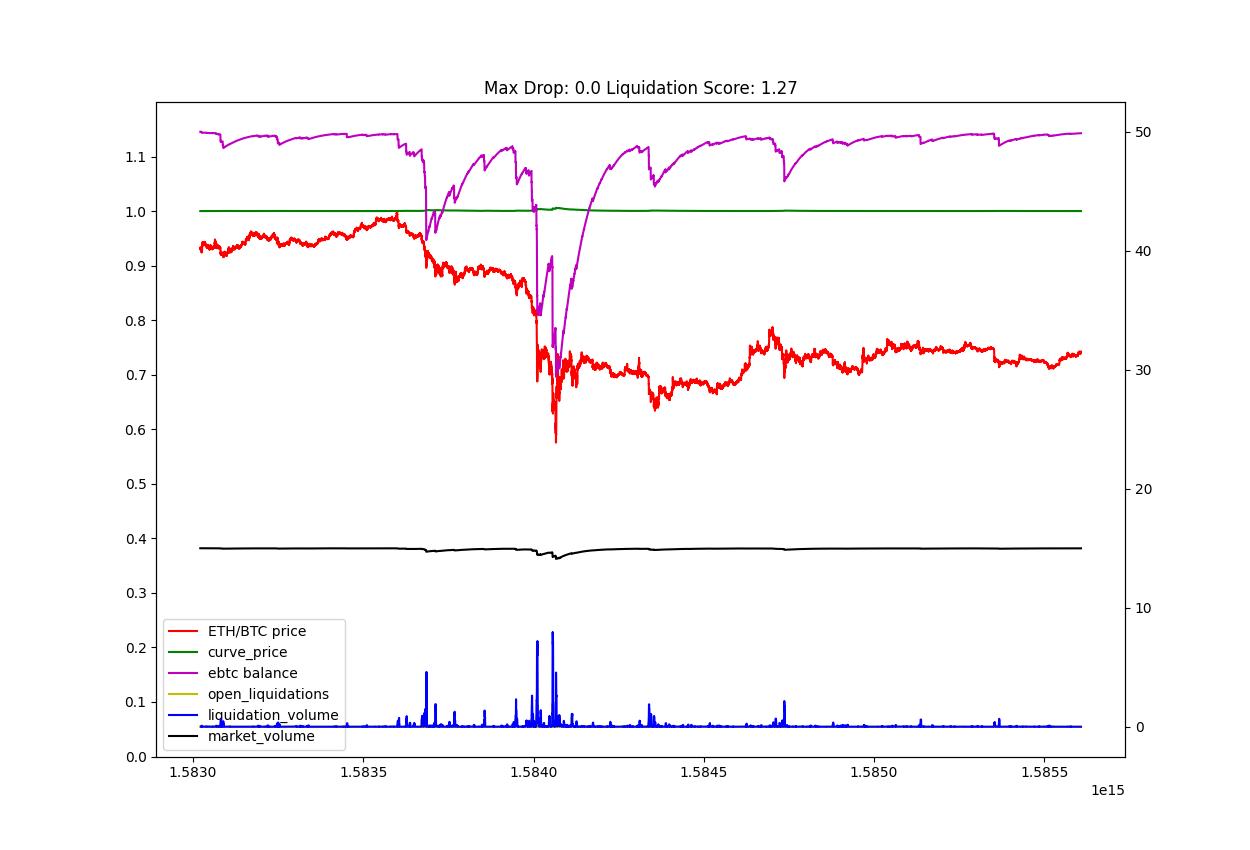 Max Drop: 0.0 Liquidation Score: 1.27
1.1
1.0
0.9
0.8
0.7
0.6
0.5
0.4
0.3
0.2
0.1
0.0
50
40
30
20
10
0
ETH/BTC price
curve_price
ebtc balance
open_liquidations
liquidation_volume
market_volume
1.5830 1.5835 1.5840 1.5845 1.5850 1.5855
1e15